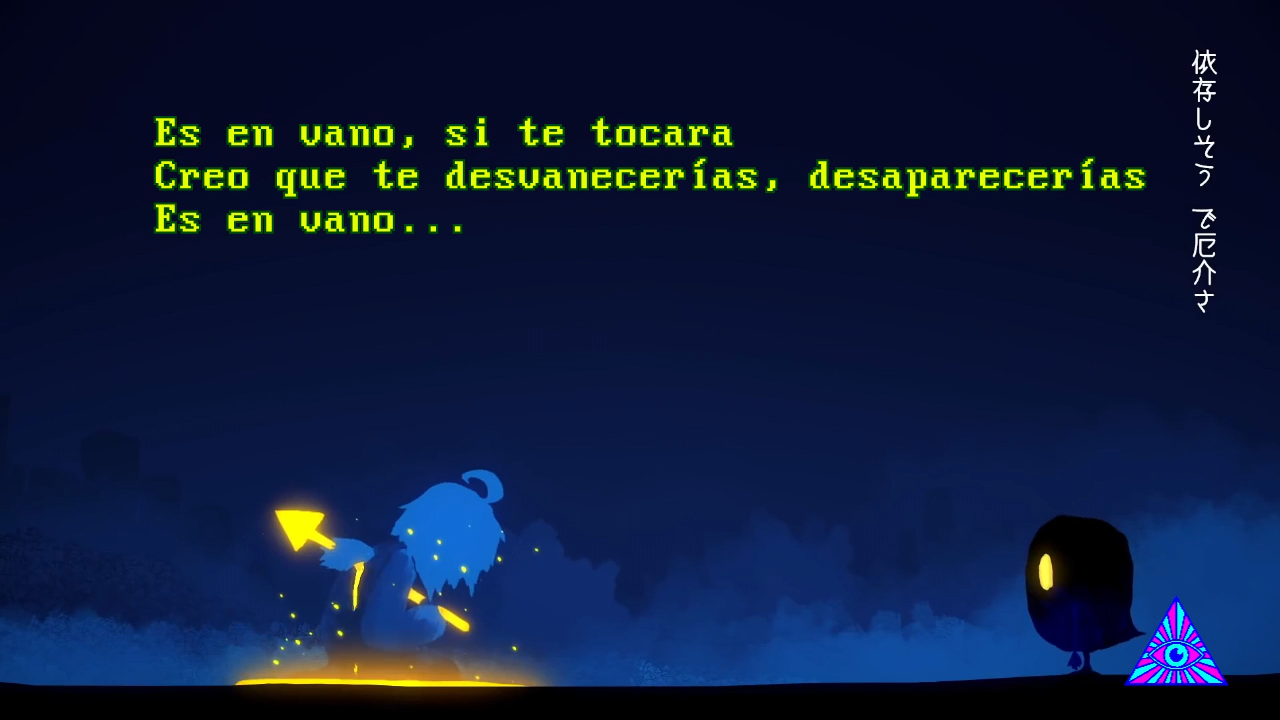 Es en vano, si te tocara
Creo que te desvanecerías, desaparecerías
Es en vano...
依存しそう で厄介さ